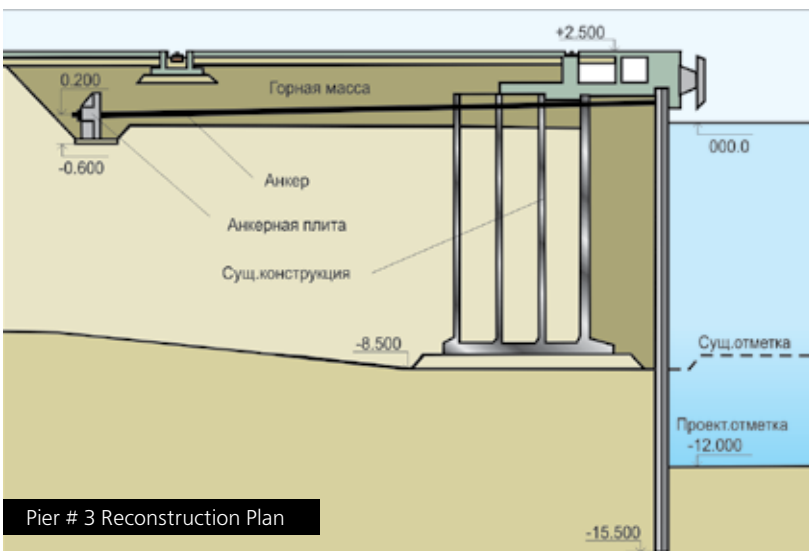 +2.500
0.200
Горная масса
000.0
-0.600
Анкер
Анкерная плита
Сущ.конструкция
-8.500
Сущ.отметка
Проект.отметка
-12.000
Pier # 3 Reconstruction Plan
-15.500